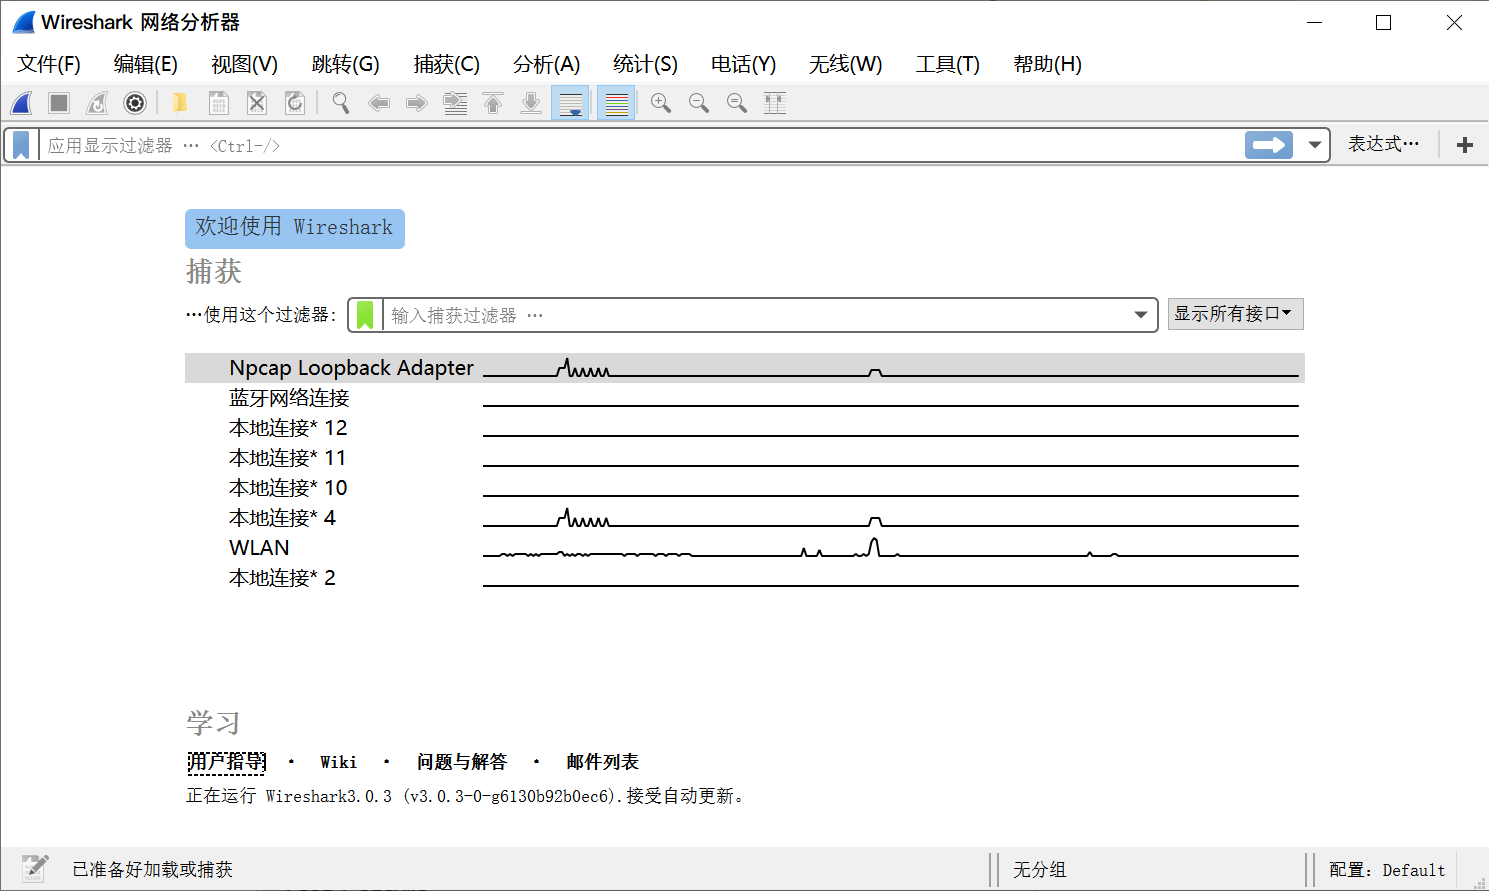 Wireshark 网络分析器
文件(F) 编辑(E) 视图(V) 跳转(G) 捕获(C) 分析(A) 统计(S) 电话(Y) 无线(W) 工具(T) 帮助(H)
应用显示过滤器 … <Ctrl-/> 表达式…
欢迎使用 Wireshark
捕获
…使用这个过滤器: 输入捕获过滤器 … 显示所有接口
Npcap Loopback Adapter
蓝牙网络连接
本地连接* 12
本地连接* 11
本地连接* 10
本地连接* 4
WLAN
本地连接* 2
学习
用户指导 · Wiki · 问题与解答 · 邮件列表
正在运行 Wireshark3.0.3 (v3.0.3-0-g6130b92b0ec6).接受自动更新。
已准备好加载或捕获 无分组 配置: Default